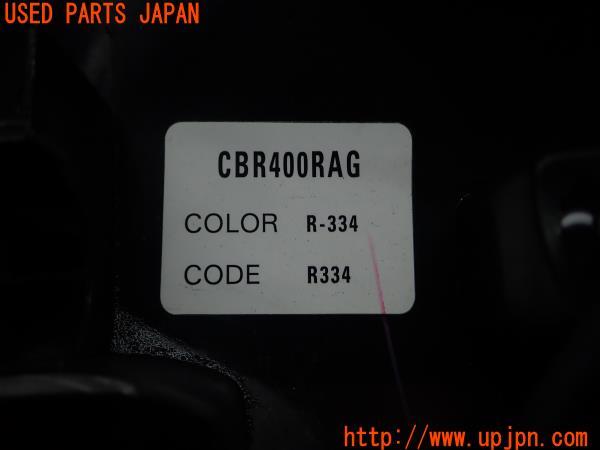 USED PARTS JAPAN
CBR400RAG
COLOR R-334
CODE R334
http://www.upjpn.com